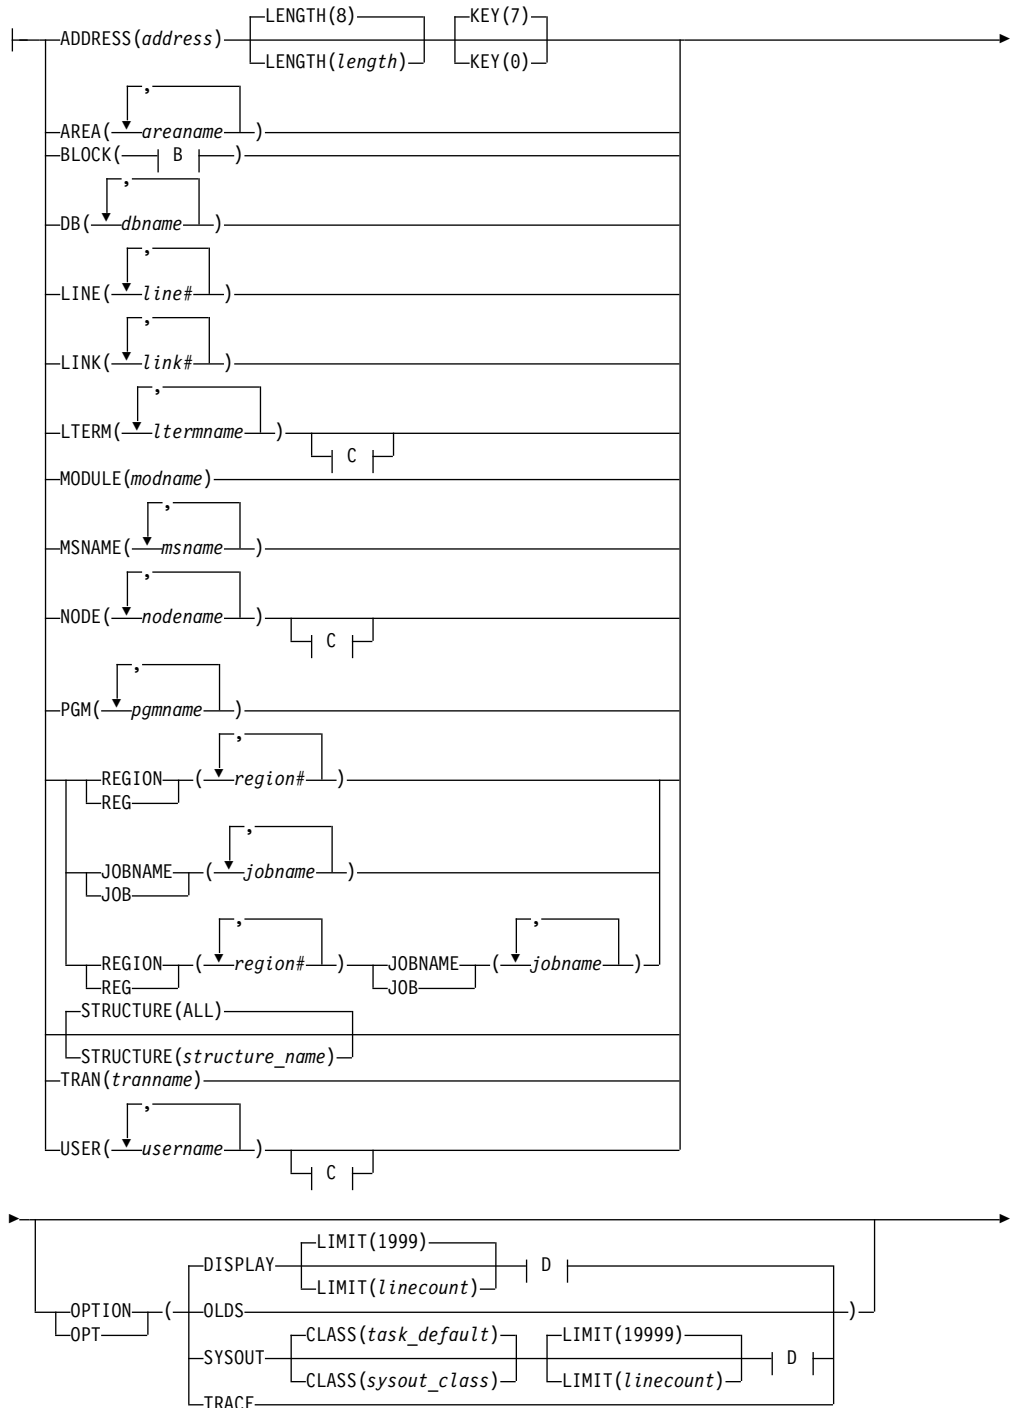 LENGTH(8) KEY(7)
ADDRESS(address)
LENGTH(length) KEY(0)
,
AREA( areaname )
BLOCK( B )
,
DB( dbname )
,
LINE( line# )
,
LINK( link# )
,
LTERM( ltermname )
C
MODULE(modname)
,
MSNAME( msname )
,
NODE( nodename )
C
,
PGM( pgmname )
,
REGION ( region# )
REG
,
JOBNAME ( jobname )
JOB
, ,
REGION ( region# ) JOBNAME ( jobname )
REG JOB
STRUCTURE(ALL)
STRUCTURE(structure_name)
TRAN(tranname)
,
USER( username )
C
LIMIT(1999)
DISPLAY D
LIMIT(linecount)
OPTION ( OLDS )
OPT
CLASS(task_default) LIMIT(19999)
SYSOUT D
CLASS(sysout_class) LIMIT(linecount)
TRACE